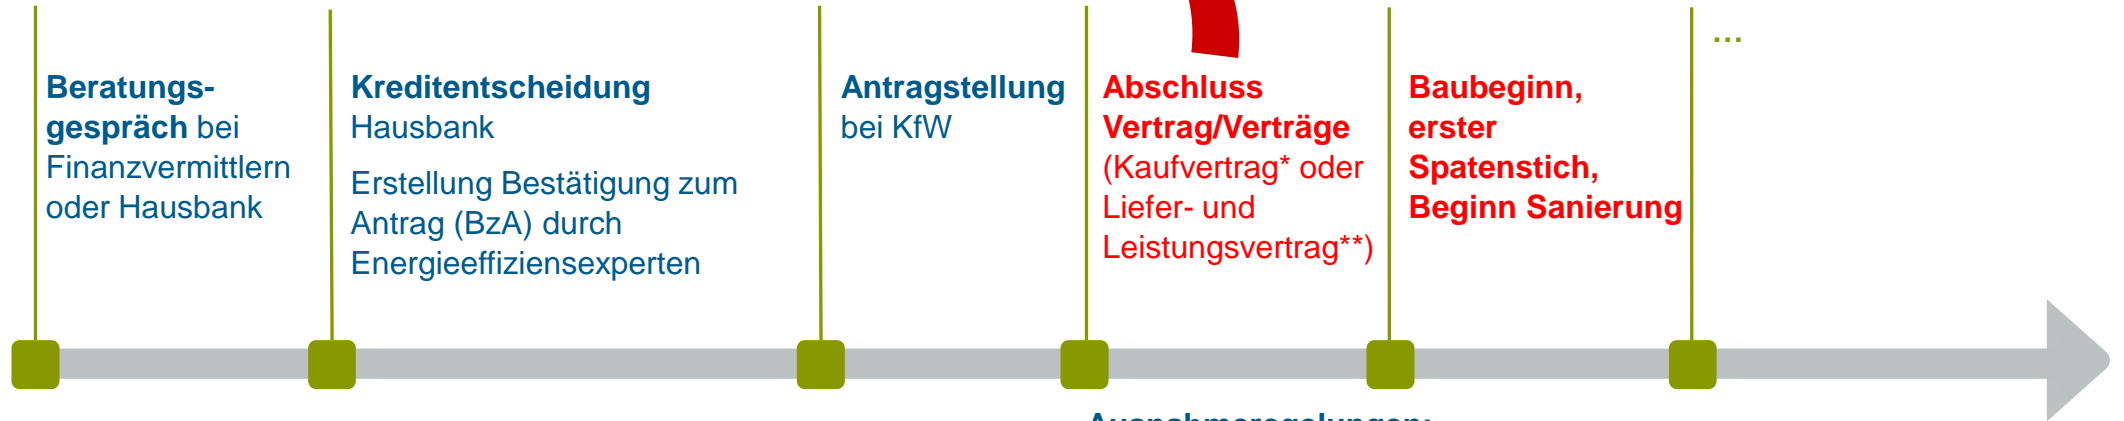 Beratungs-
gespräch bei
Finanzvermittlern
oder Hausbank
Kreditentscheidung
Hausbank
Erstellung Bestätigung zum
Antrag (BzA) durch
Energieeffiziensexperten
Antragstellung
bei KfW
Abschluss
Vertrag/Verträge
(Kaufvertrag* oder
Liefer- und
Leistungsvertrag**)
Baubeginn,
erster
Spatenstich,
Beginn Sanierung
...
Ausnahmeregelungen: